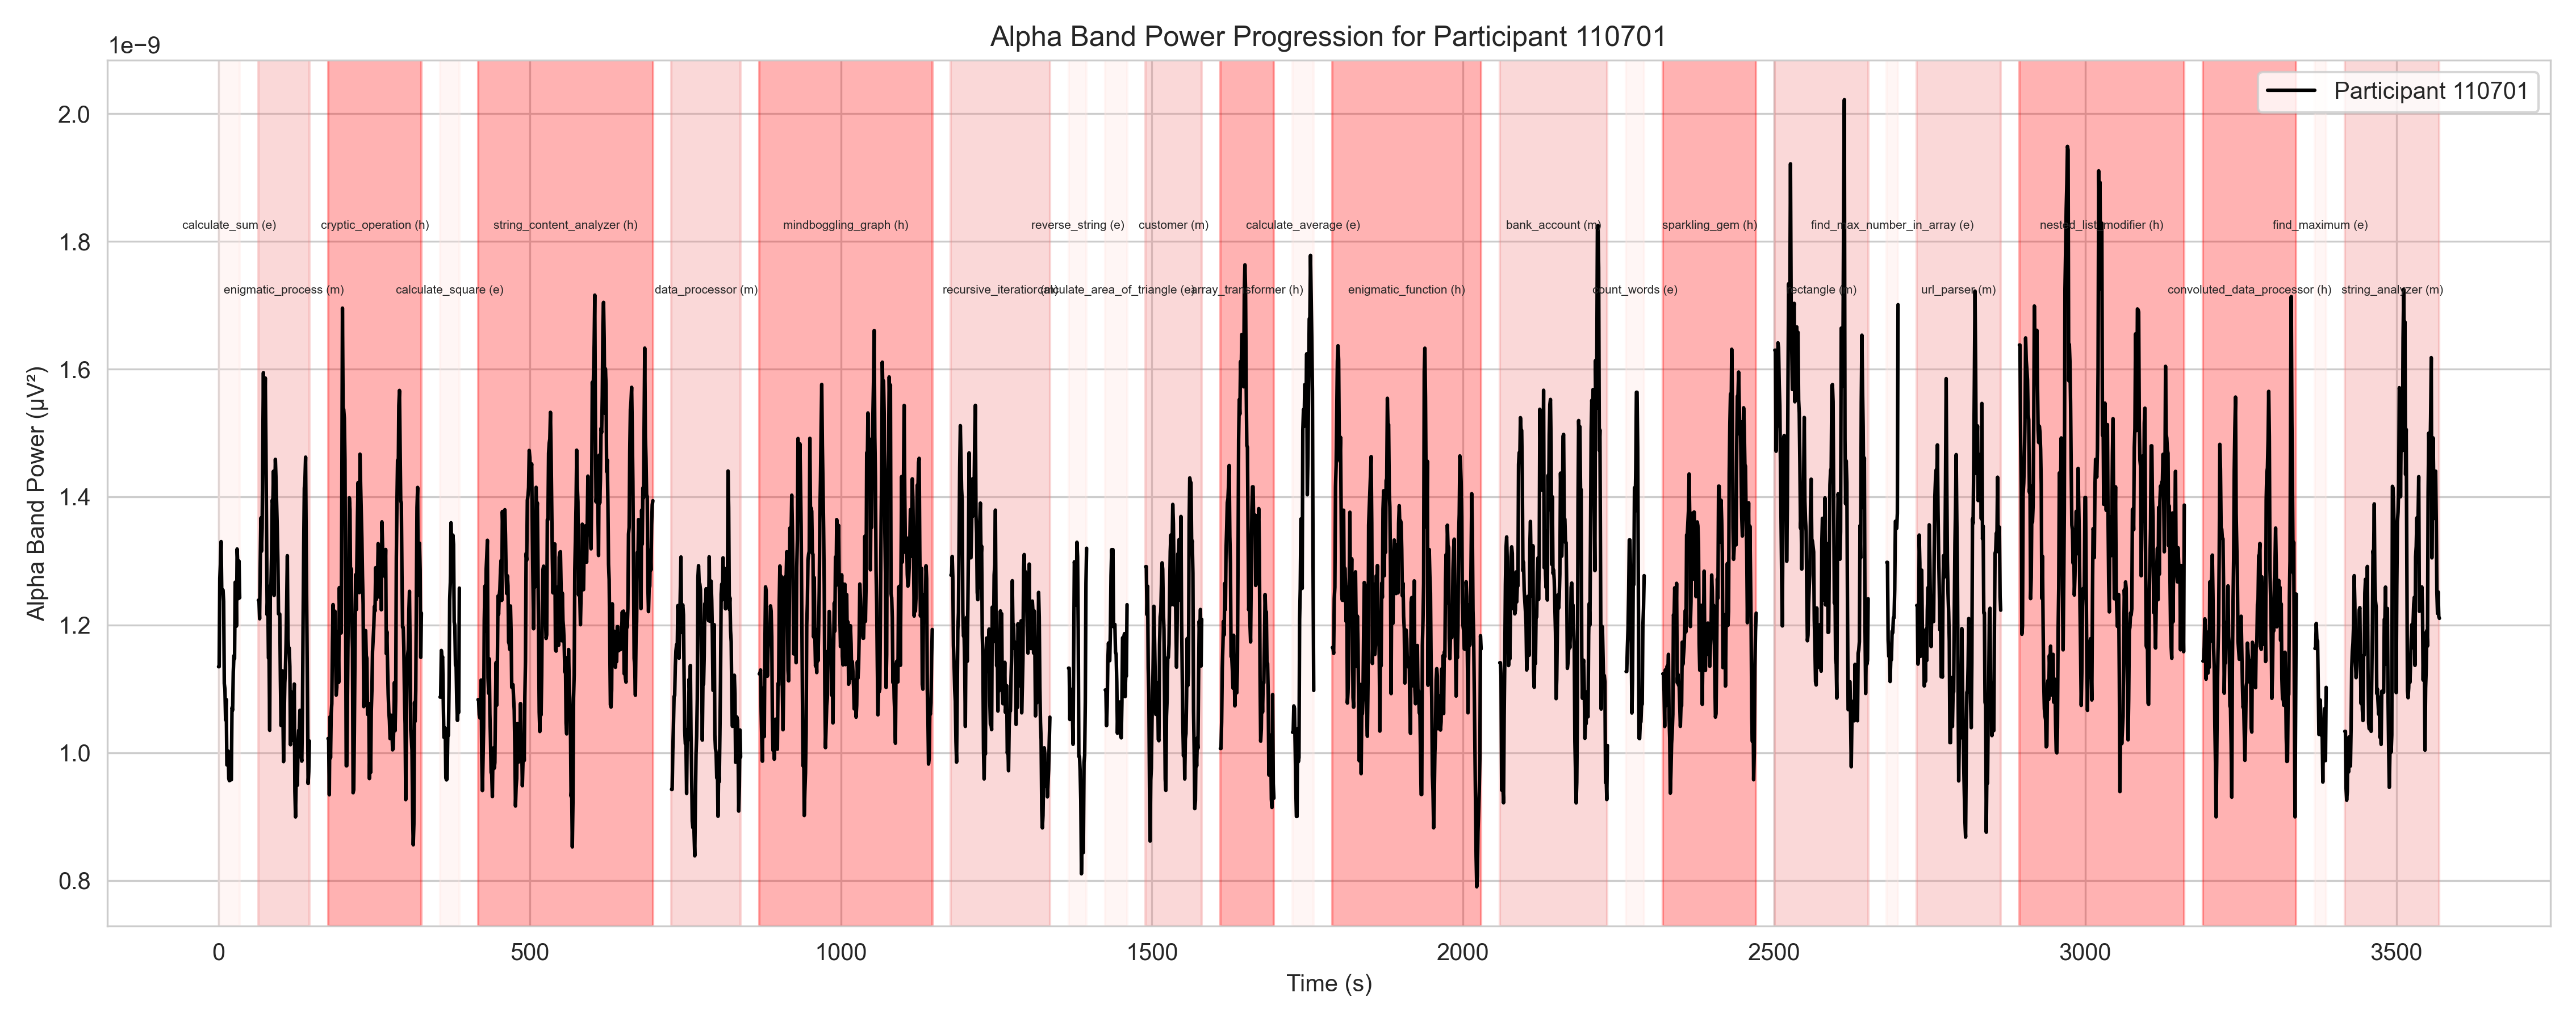 Alpha Band Power Progression for Participant 110701
1e−9
Participant 110701
2.0
1.8
1.6
1.4
1.2
1.0
0.8
Alpha Band Power (μV²)
calculate_sum (e)
cryptic_operation (h)
string_content_analyzer (h)
mindboggling_graph (h)
reverse_string (e)
customer (m)
calculate_average (e)
bank_account (m)
sparkling_gem (h)
find_max_number_in_array (e)
nested_list_modifier (h)
find_maximum (e)
enigmatic_process (m)
calculate_square (e)
data_processor (m)
recursive_iteration (m)
calculate_area_of_triangle (e)
array_transformer (h)
enigmatic_function (h)
count_words (e)
rectangle (m)
url_parser (m)
convoluted_data_processor (h)
string_analyzer (m)
0
500
1000
1500
2000
2500
3000
3500
Time (s)